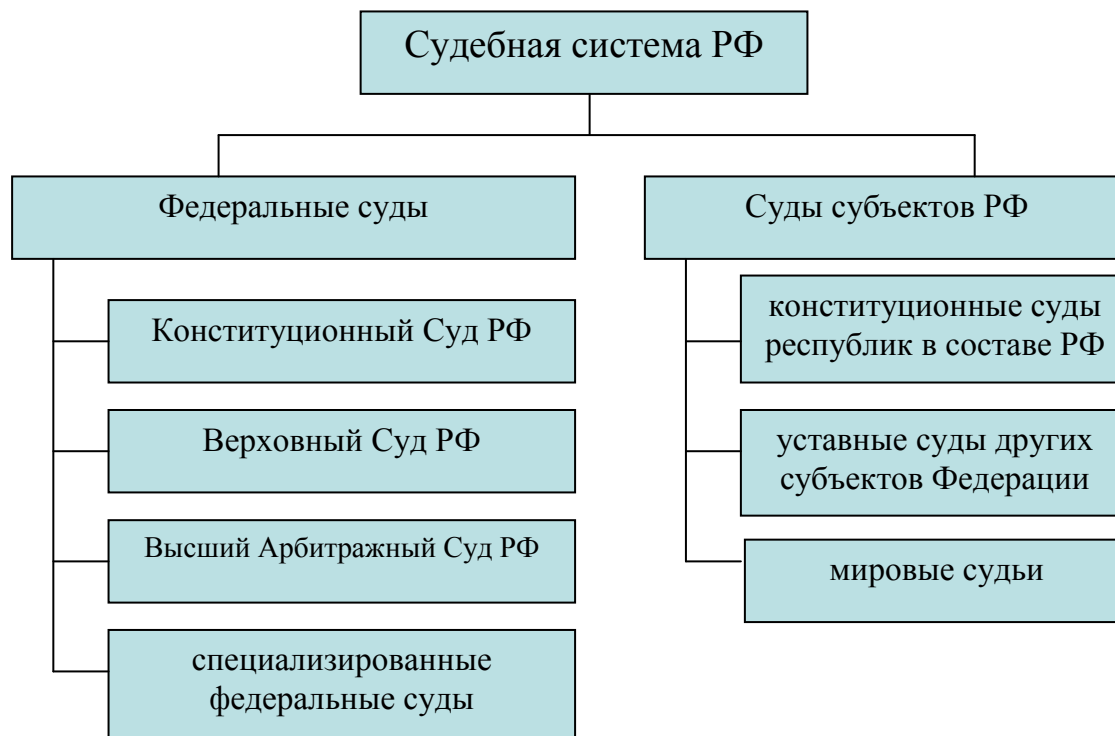 Судебная система РФ
Федеральные суды
Конституционный Суд РФ
Верховный Суд РФ
Высший Арбитражный Суд РФ
специализированные
федеральные суды
Суды субъектов РФ
конституционные суды
республик в составе РФ
уставные суды других
субъектов Федерации
мировые судьи